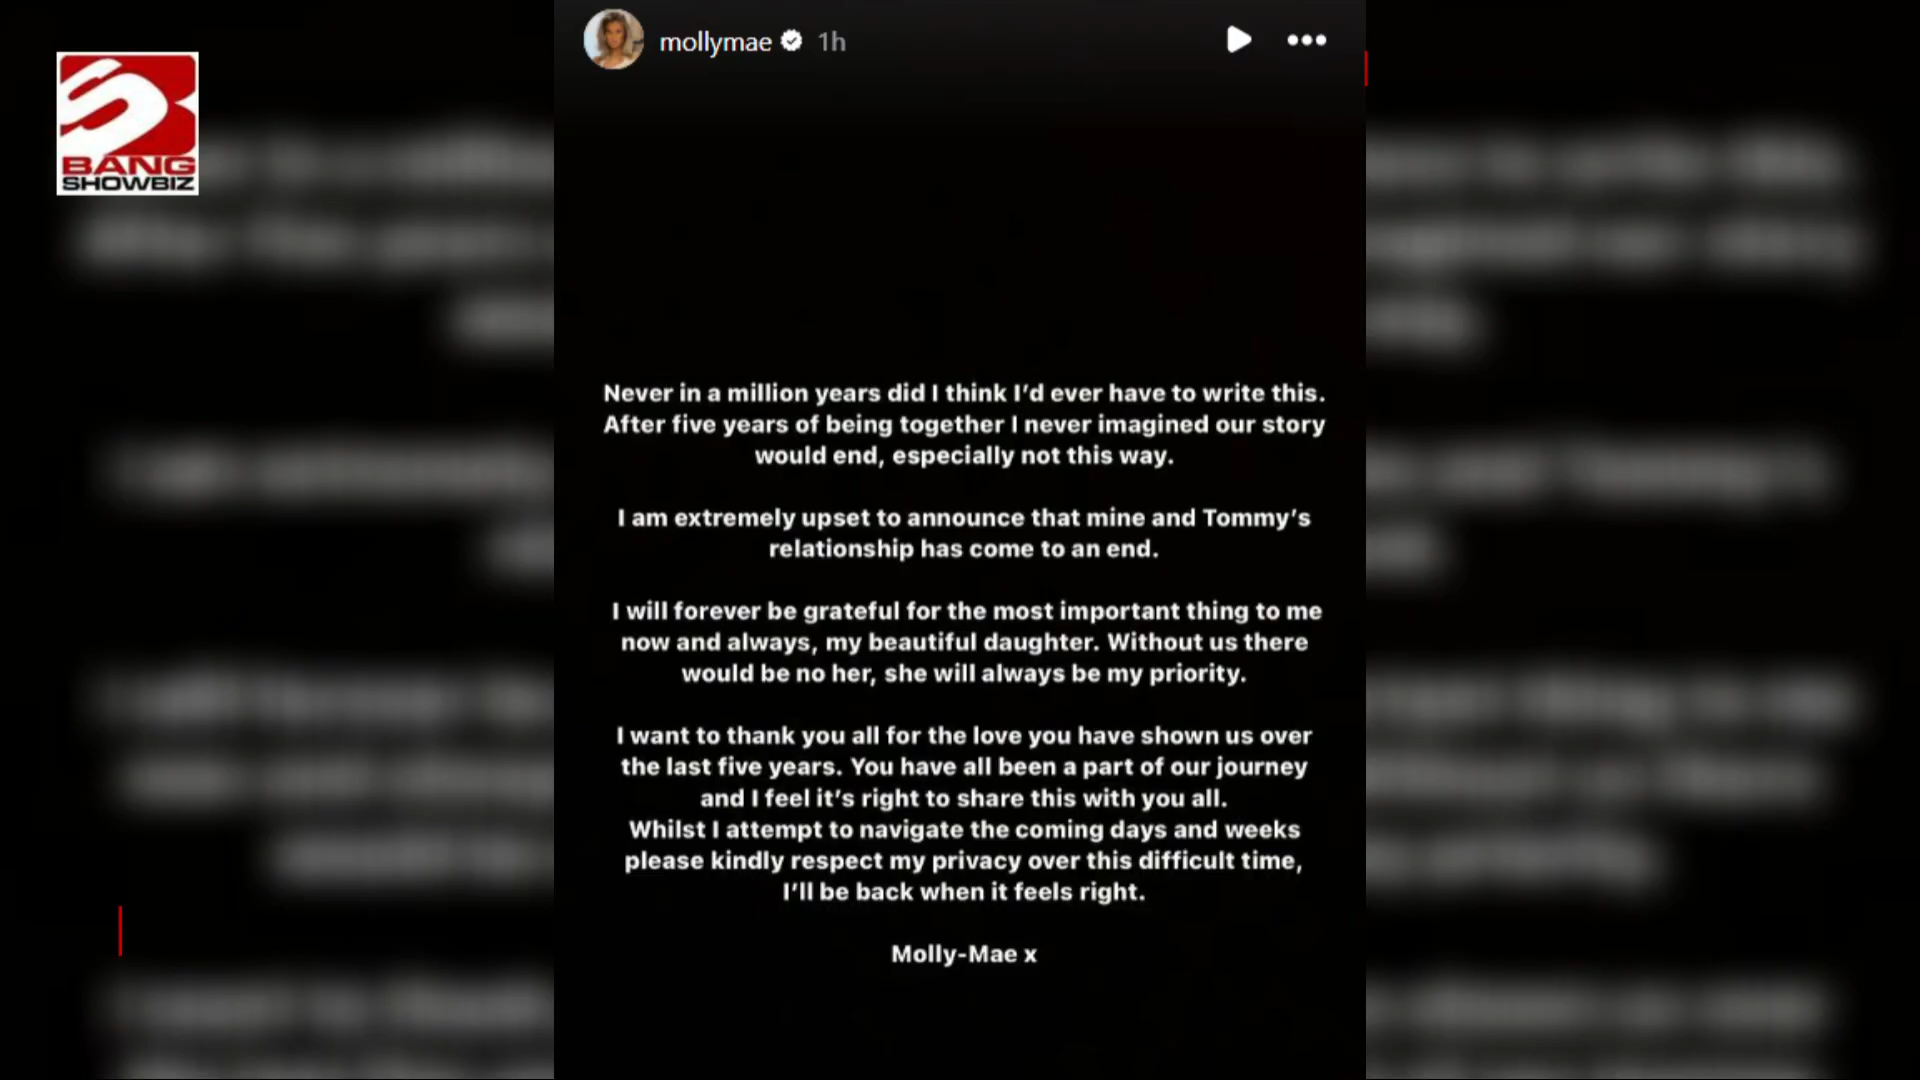 mollymae 1h
BANG
SHOWBIZ
Never in a million years did I think I’d ever have to write this.
After five years of being together I never imagined our story
would end, especially not this way.
I am extremely upset to announce that mine and Tommy’s
relationship has come to an end.
I will forever be grateful for the most important thing to me
now and always, my beautiful daughter. Without us there
would be no her, she will always be my priority.
I want to thank you all for the love you have shown us over
the last five years. You have all been a part of our journey
and I feel it’s right to share this with you all.
Whilst I attempt to navigate the coming days and weeks
please kindly respect my privacy over this difficult time,
I’ll be back when it feels right.
Molly-Mae x